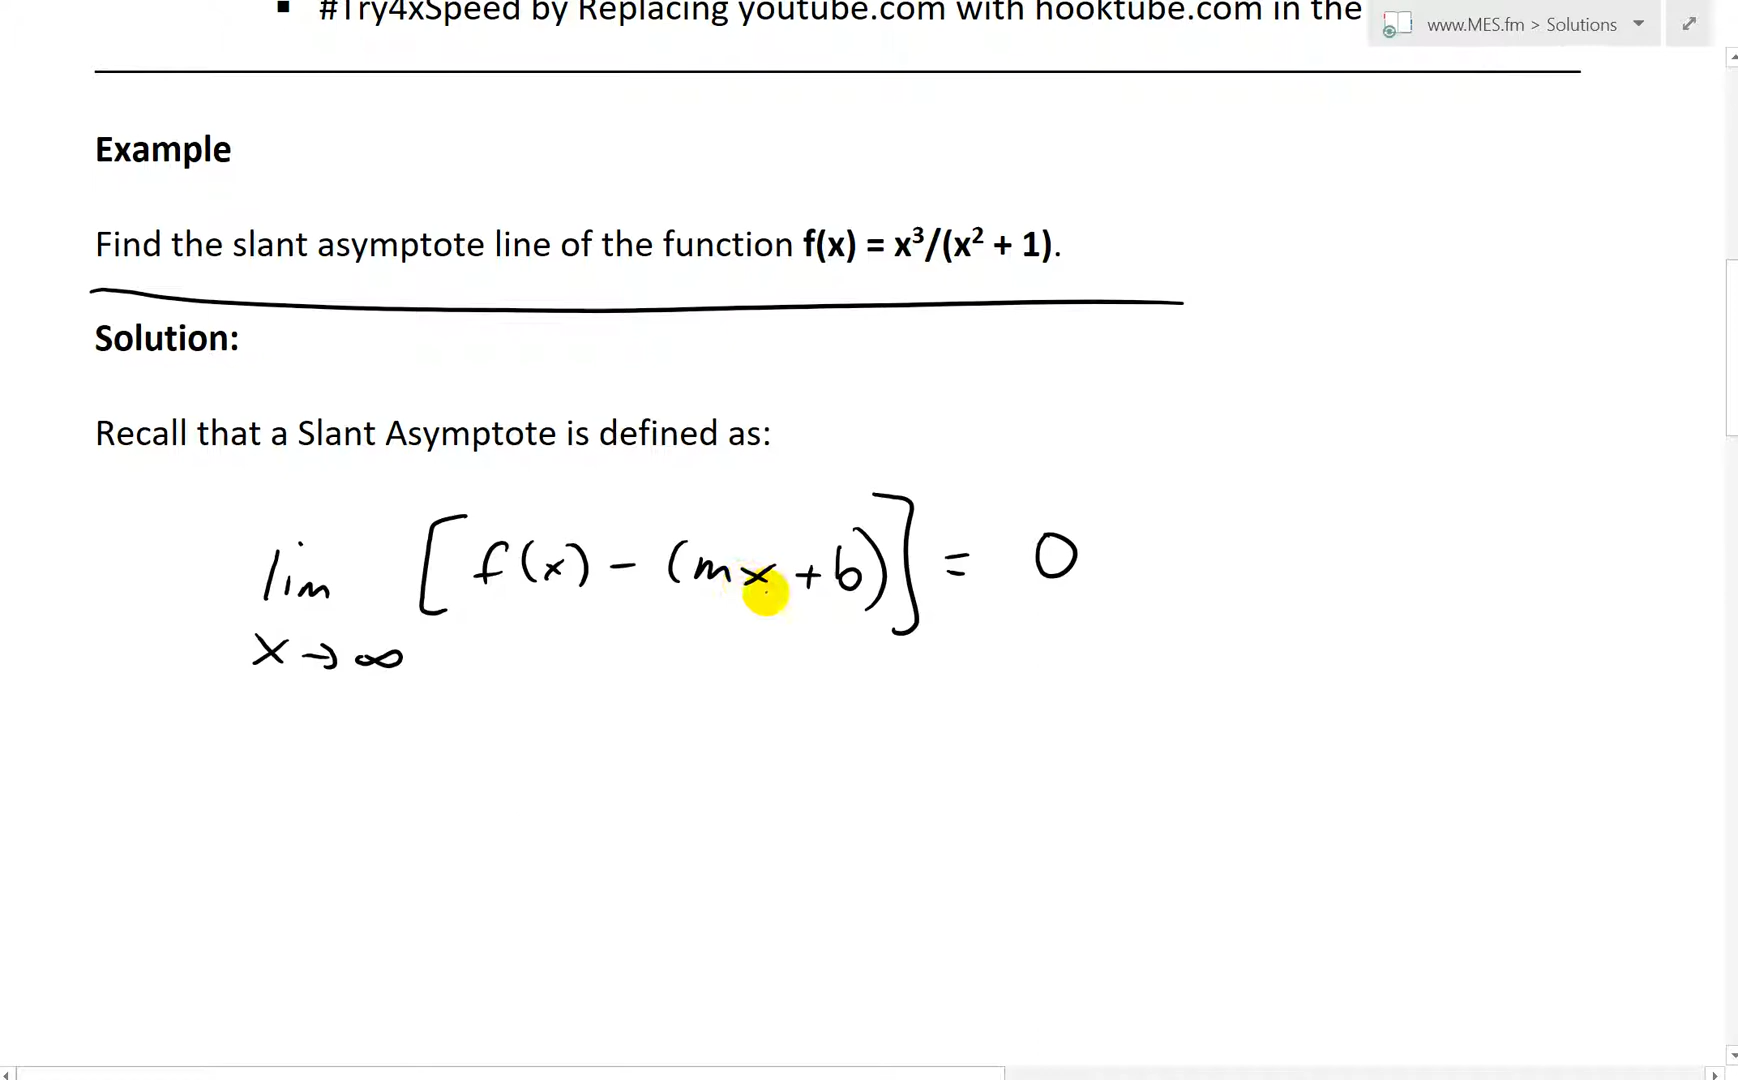 ▪ #Try4xSpeed by Replacing youtube.com with hooktube.com in the
www.MES.fm > Solutions
Example
Find the slant asymptote line of the function f(x) = x³/(x² + 1).
Solution:
Recall that a Slant Asymptote is defined as:
lim [f(x) - (mx + b)] = 0
x → ∞